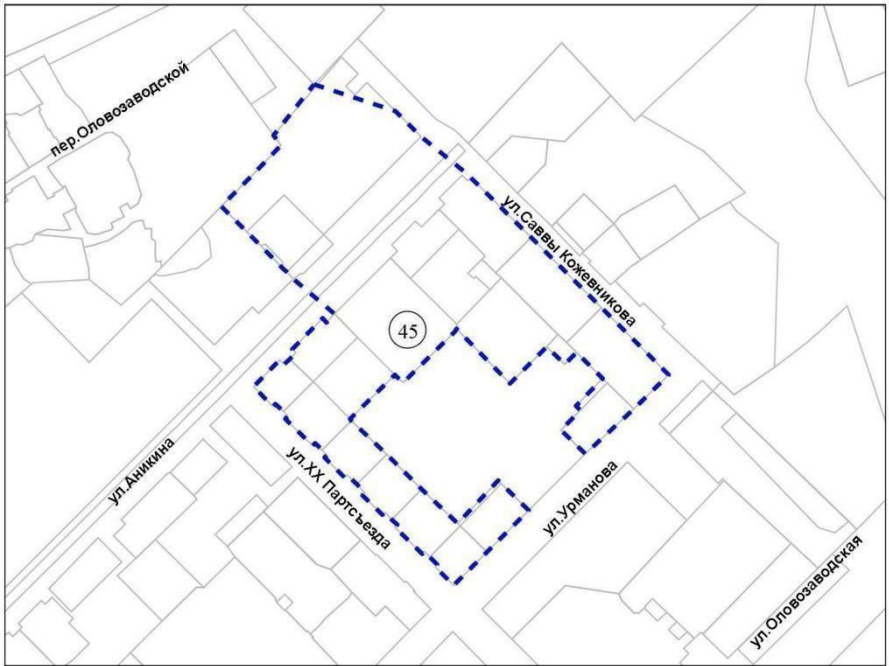 пер.Оловозаводской
ул.Саввы Кожевникова
45
ул.Аникина
ул.XX Партсъезда
ул.Урманова
ул.Оловозаводская